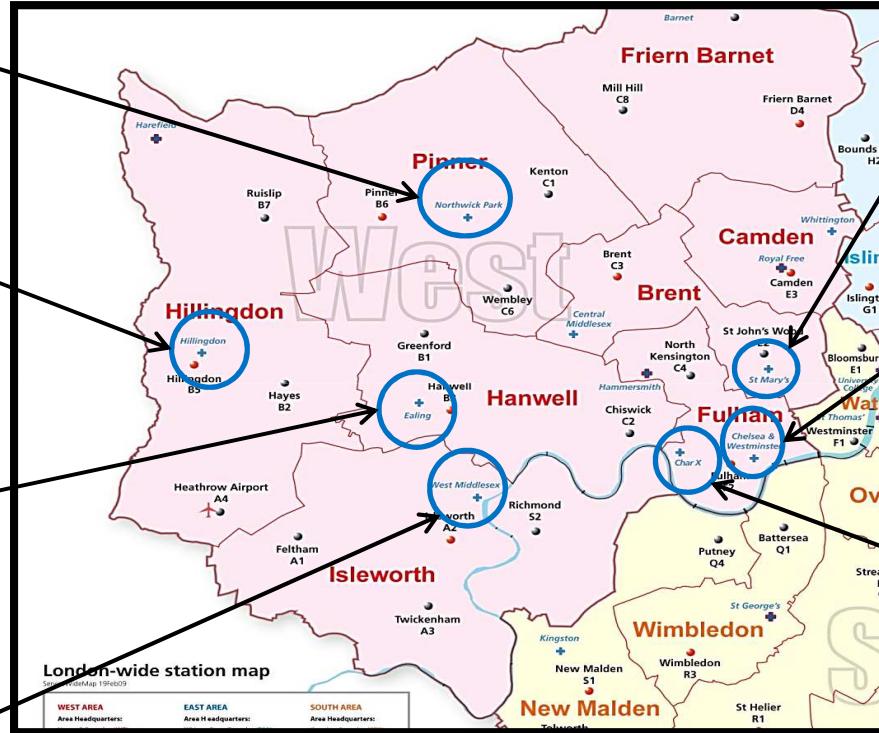 Barnet
Friern Barnet
Mill Hill
C8
Friern Barnet
D4
Harefield
Bounds
H2
Pinner
Kenton
C1
Ruislip
B7
Pinner
B6
Northwick Park
Whittington
Camden
Royal Free
Camden
E3
Brent
C3
Brent
West
Wembley
C6
Central
Middlesex
Hillingdon
Hillingdon
Hillingdon
B5
Greenford
B1
North
Kensington
C4
St John's Wood
E2
St Mary's
Bloomsbury
E1
University
College
G1
Hayes
B2
Hanwell
Ealing
Hanwell
Hammersmith
Chiswick
C2
Fulham
Chelsea &
Westminster
Char X
Fulham
St Thomas'
Westminster
F1
Heathrow Airport
A4
West Middlesex
A2
Richmond
S2
Feltham
A1
Isleworth
Twickenham
A3
Putney
Q4
Battersea
Q1
St George's
Wimbledon
Wimbledon
R3
Kingston
New Malden
S1
New Malden
St Helier
R1
London-wide station map
WideMap 19Feb09
WEST AREA
Area Headquarters:
EAST AREA
Area Headquarters:
SOUTH AREA
Area Headquarters: